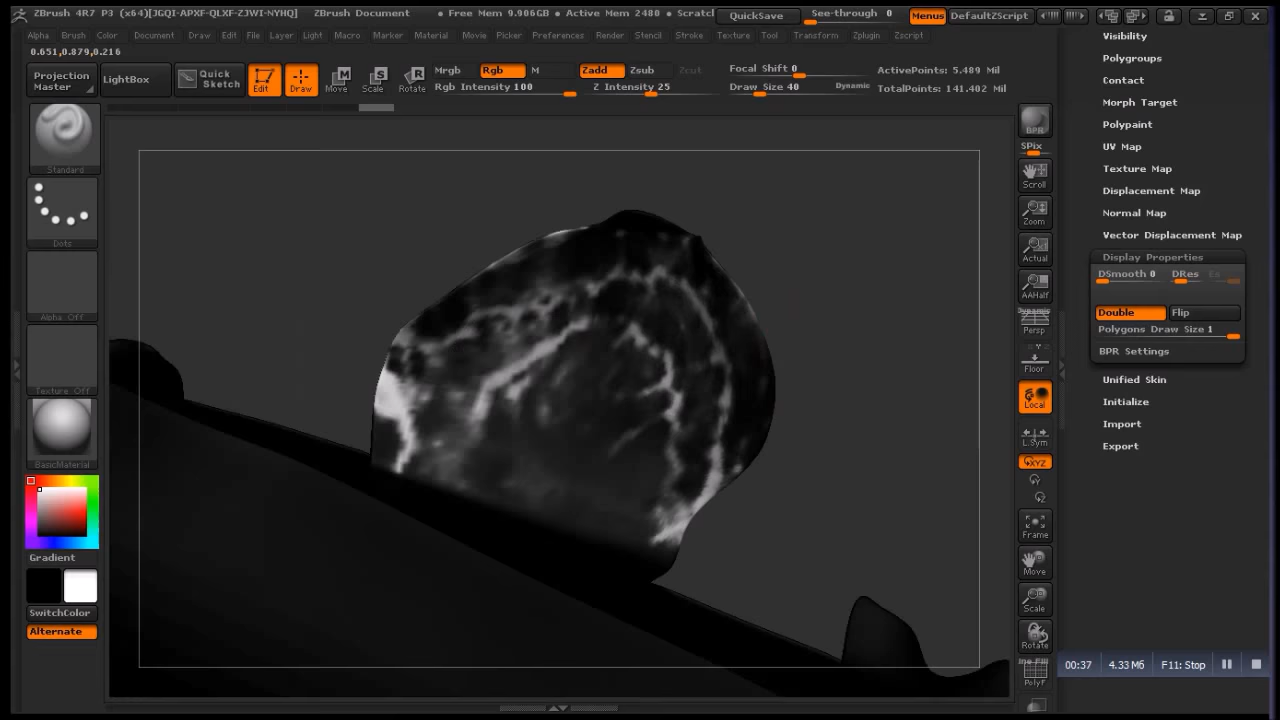 ZBrush 4R7 P3 (x64)[JGQI-APXF-QLXF-ZJWI-NYHQ] ZBrush Document • Free Mem 9.906GB • Active Mem 2480 • Scratcl QuickSave See-through 0 Menus DefaultZScript
Alpha Brush Color Document Draw Edit File Layer Light Macro Marker Material Movie Picker Preferences Render Stencil Stroke Texture Tool Transform Zplugin Zscript
0.651,0.879,0.216
Projection Master
LightBox
Quick Sketch
Edit
Draw
Move
Scale
Rotate
Mrgb Rgb M
Rgb Intensity 100
Zadd Zsub Zcut
Z Intensity 25
Focal Shift 0
Draw Size 40 Dynamic
ActivePoints: 5.489 Mil
TotalPoints: 141.402 Mil
Standard
Dots
Alpha Off
Texture Off
BasicMaterial
Gradient
SwitchColor
Alternate
BPR
SPix
Scroll
Zoom
Actual
AAHalf
Dynamic
Persp
Floor
Local
L.Sym
XYZ
Y
Z
Frame
Move
Scale
Rotate
Line Fill
PolyF
Visibility
Polygroups
Contact
Morph Target
Polypaint
UV Map
Texture Map
Displacement Map
Normal Map
Vector Displacement Map
Display Properties
DSmooth 0 DRes Es
Double Flip
Polygons Draw Size 1
BPR Settings
Unified Skin
Initialize
Import
Export
00:37 4.33 Мб F11: Stop